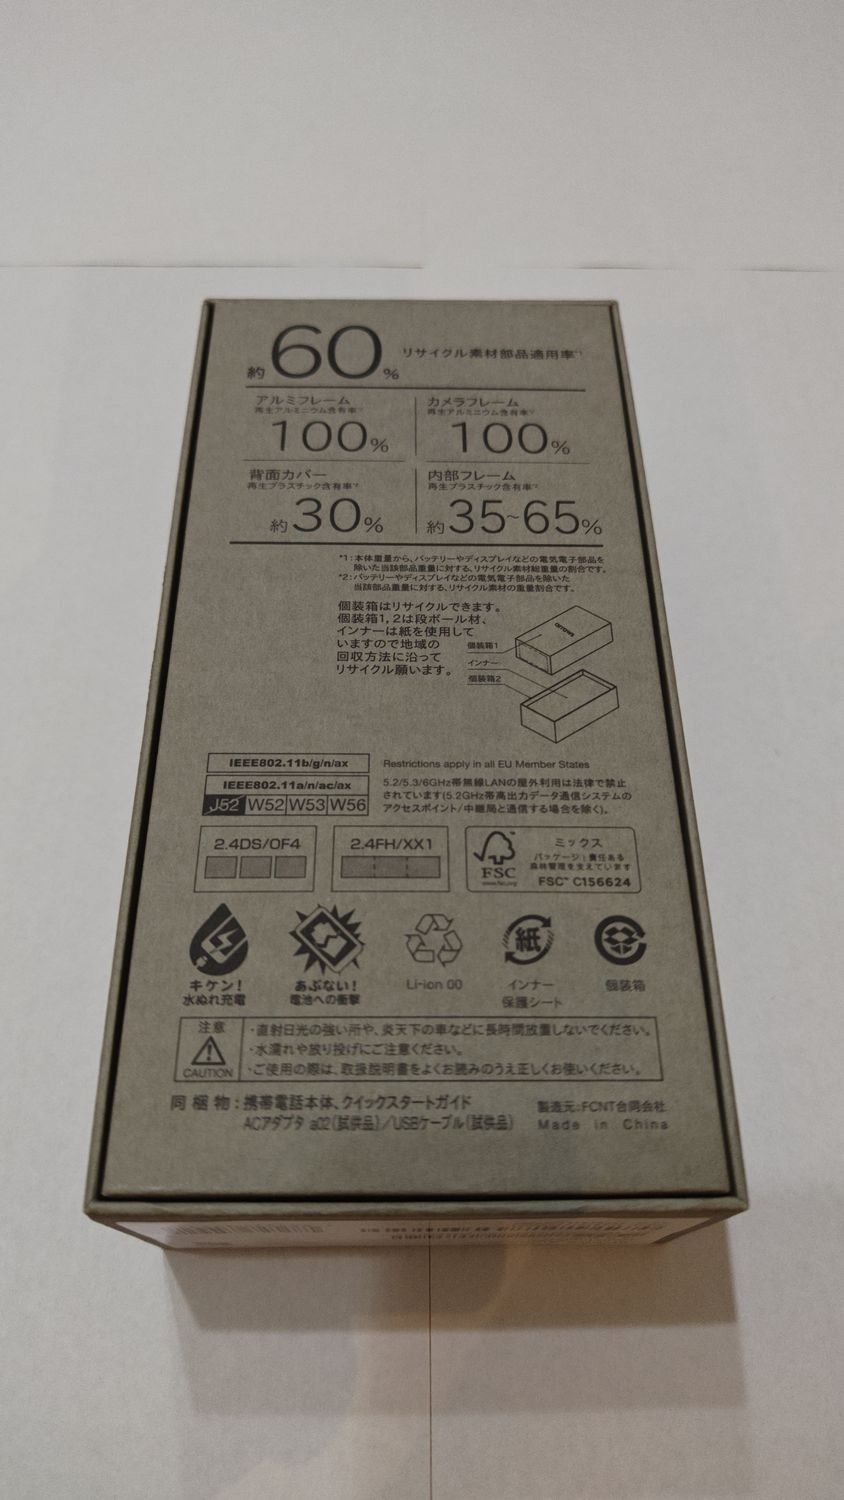 約60% リサイクル素材部品適用率*1
アルミフレーム
再生アルミニウム含有率*2
100%
カメラフレーム
再生アルミニウム含有率*2
100%
背面カバー
再生プラスチック含有率*2
約30%
内部フレーム
再生プラスチック含有率*2
約35~65%
*1:本体重量から、バッテリーやディスプレイなどの電気電子部品を
除いた当該部品重量に対する、リサイクル素材総重量の割合です。
*2:バッテリーやディスプレイなどの電気電子部品を除いた
当該部品重量に対する、リサイクル素材の重量割合です。
個装箱はリサイクルできます。
個装箱1, 2は段ボール材、
インナーは紙を使用して
いますので地域の
回収方法に沿って
リサイクル願います。
個装箱1
インナー
個装箱2
IEEE802.11b/g/n/ax
IEEE802.11a/n/ac/ax
J52 W52 W53 W56
Restrictions apply in all EU Member States
5.2/5.3/6GHz帯無線LANの屋外利用は法律で禁止
されています(5.2GHz帯高出力データ通信システムの
アクセスポイント/中継局と通信する場合を除く)。
2.4DS/OF4
2.4FH/XX1
FSC
www.fsc.org
ミックス
パッケージ|責任ある
森林管理を支えています
FSC™ C156624
キケン!
水ぬれ充電
あぶない!
電池への衝撃
Li-ion 00
紙
インナー
保護シート
個装箱
注意
CAUTION
・直射日光の強い所や、炎天下の車などに長時間放置しないでください。
・水濡れや放り投げにご注意ください。
・ご使用の際は、取扱説明書をよくお読みのうえ正しくお使いください。
同梱物:携帯電話本体、クイックスタートガイド
ACアダプタ a02(試供品)/USBケーブル(試供品)
製造元:FCNT合同会社
Made in China